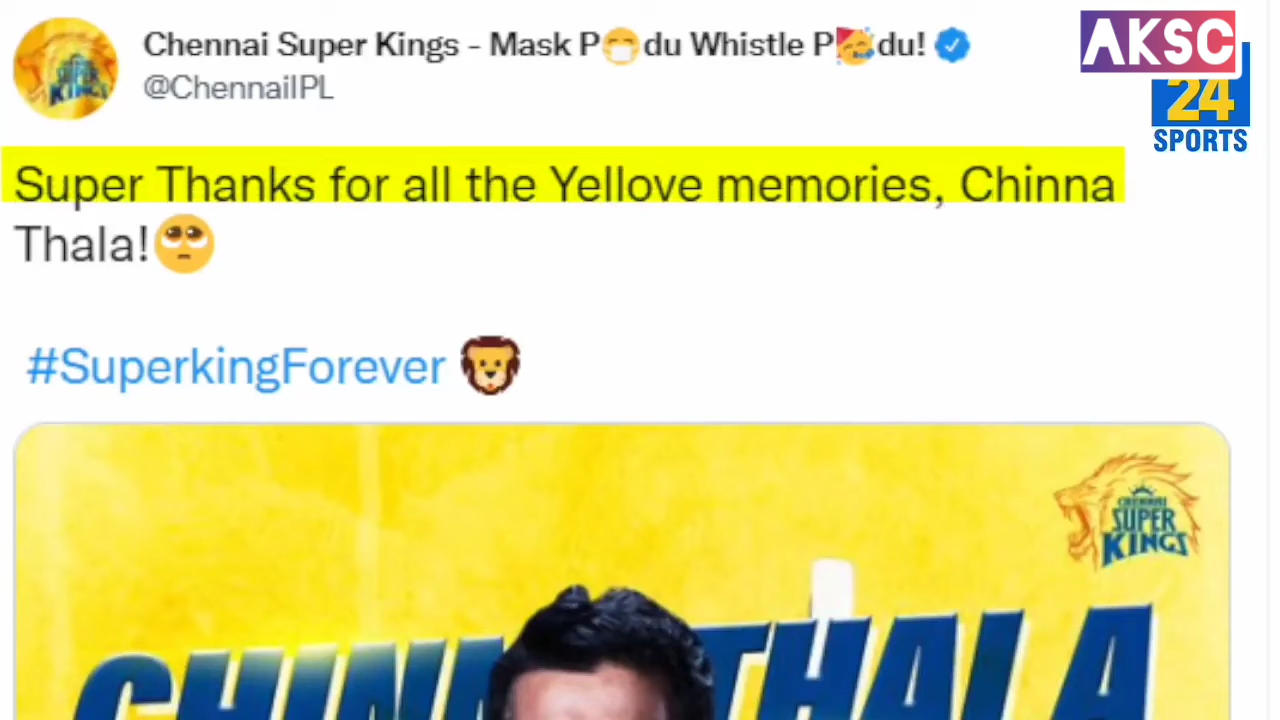 Chennai Super Kings - Mask P😷du Whistle P🥳du!
@ChennaiIPL
AKSC
24
SPORTS
Super Thanks for all the Yellove memories, Chinna
Thala!🥺
#SuperkingForever 🦁
CHENNAI
SUPER
KINGS
CHINNA THALA